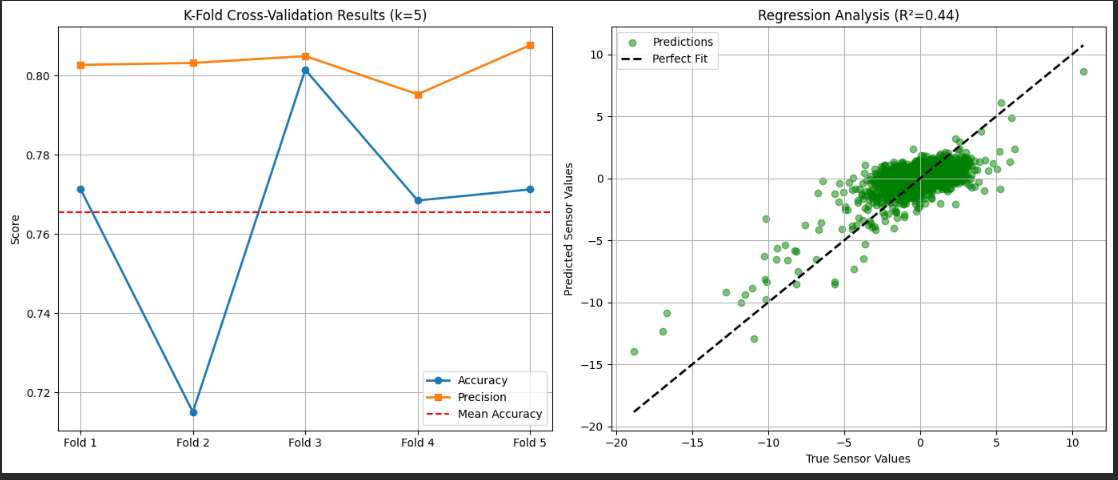 K-Fold Cross-Validation Results (k=5)
Score
0.80
0.78
0.76
0.74
0.72
Fold 1
Fold 2
Fold 3
Fold 4
Fold 5
Accuracy
Precision
Mean Accuracy
Regression Analysis (R²=0.44)
Predictions
Perfect Fit
Predicted Sensor Values
10
5
0
−5
−10
−15
−20
−20
−15
−10
−5
0
5
10
True Sensor Values